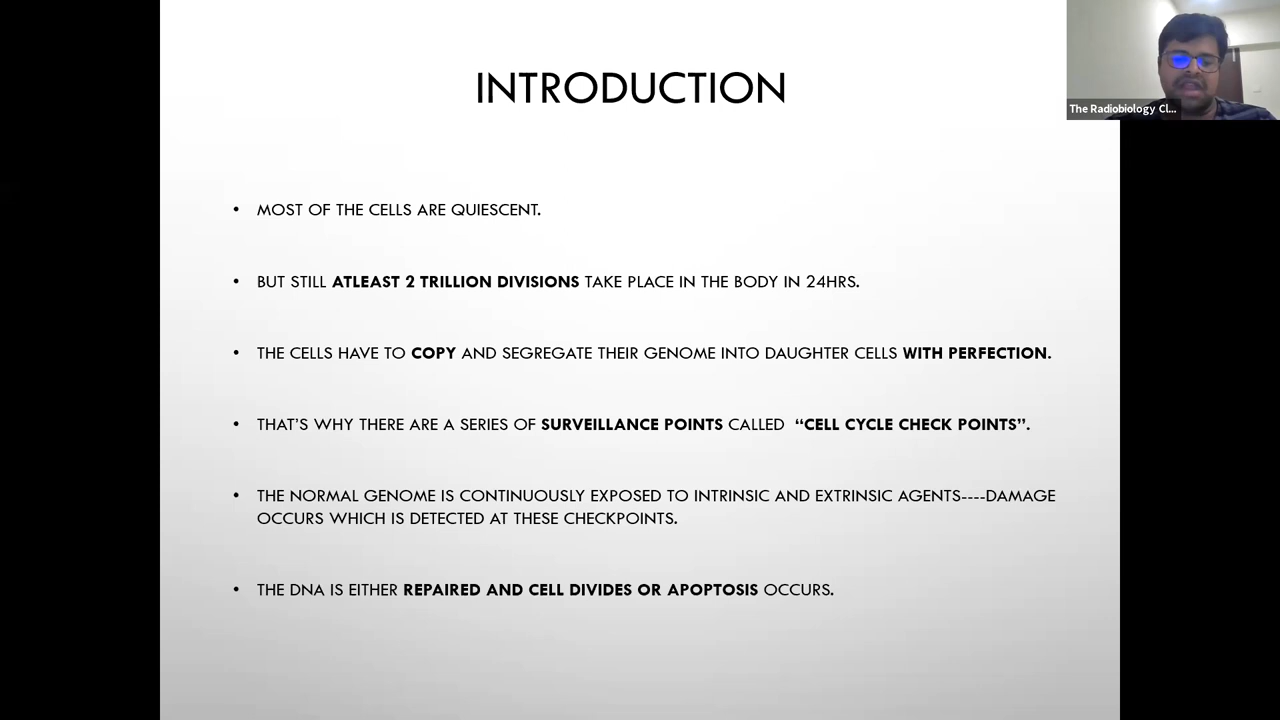 INTRODUCTION
The Radiobiology Cl...
• MOST OF THE CELLS ARE QUIESCENT.
• BUT STILL ATLEAST 2 TRILLION DIVISIONS TAKE PLACE IN THE BODY IN 24HRS.
• THE CELLS HAVE TO COPY AND SEGREGATE THEIR GENOME INTO DAUGHTER CELLS WITH PERFECTION.
• THAT’S WHY THERE ARE A SERIES OF SURVEILLANCE POINTS CALLED “CELL CYCLE CHECK POINTS”.
• THE NORMAL GENOME IS CONTINUOUSLY EXPOSED TO INTRINSIC AND EXTRINSIC AGENTS----DAMAGE
OCCURS WHICH IS DETECTED AT THESE CHECKPOINTS.
• THE DNA IS EITHER REPAIRED AND CELL DIVIDES OR APOPTOSIS OCCURS.